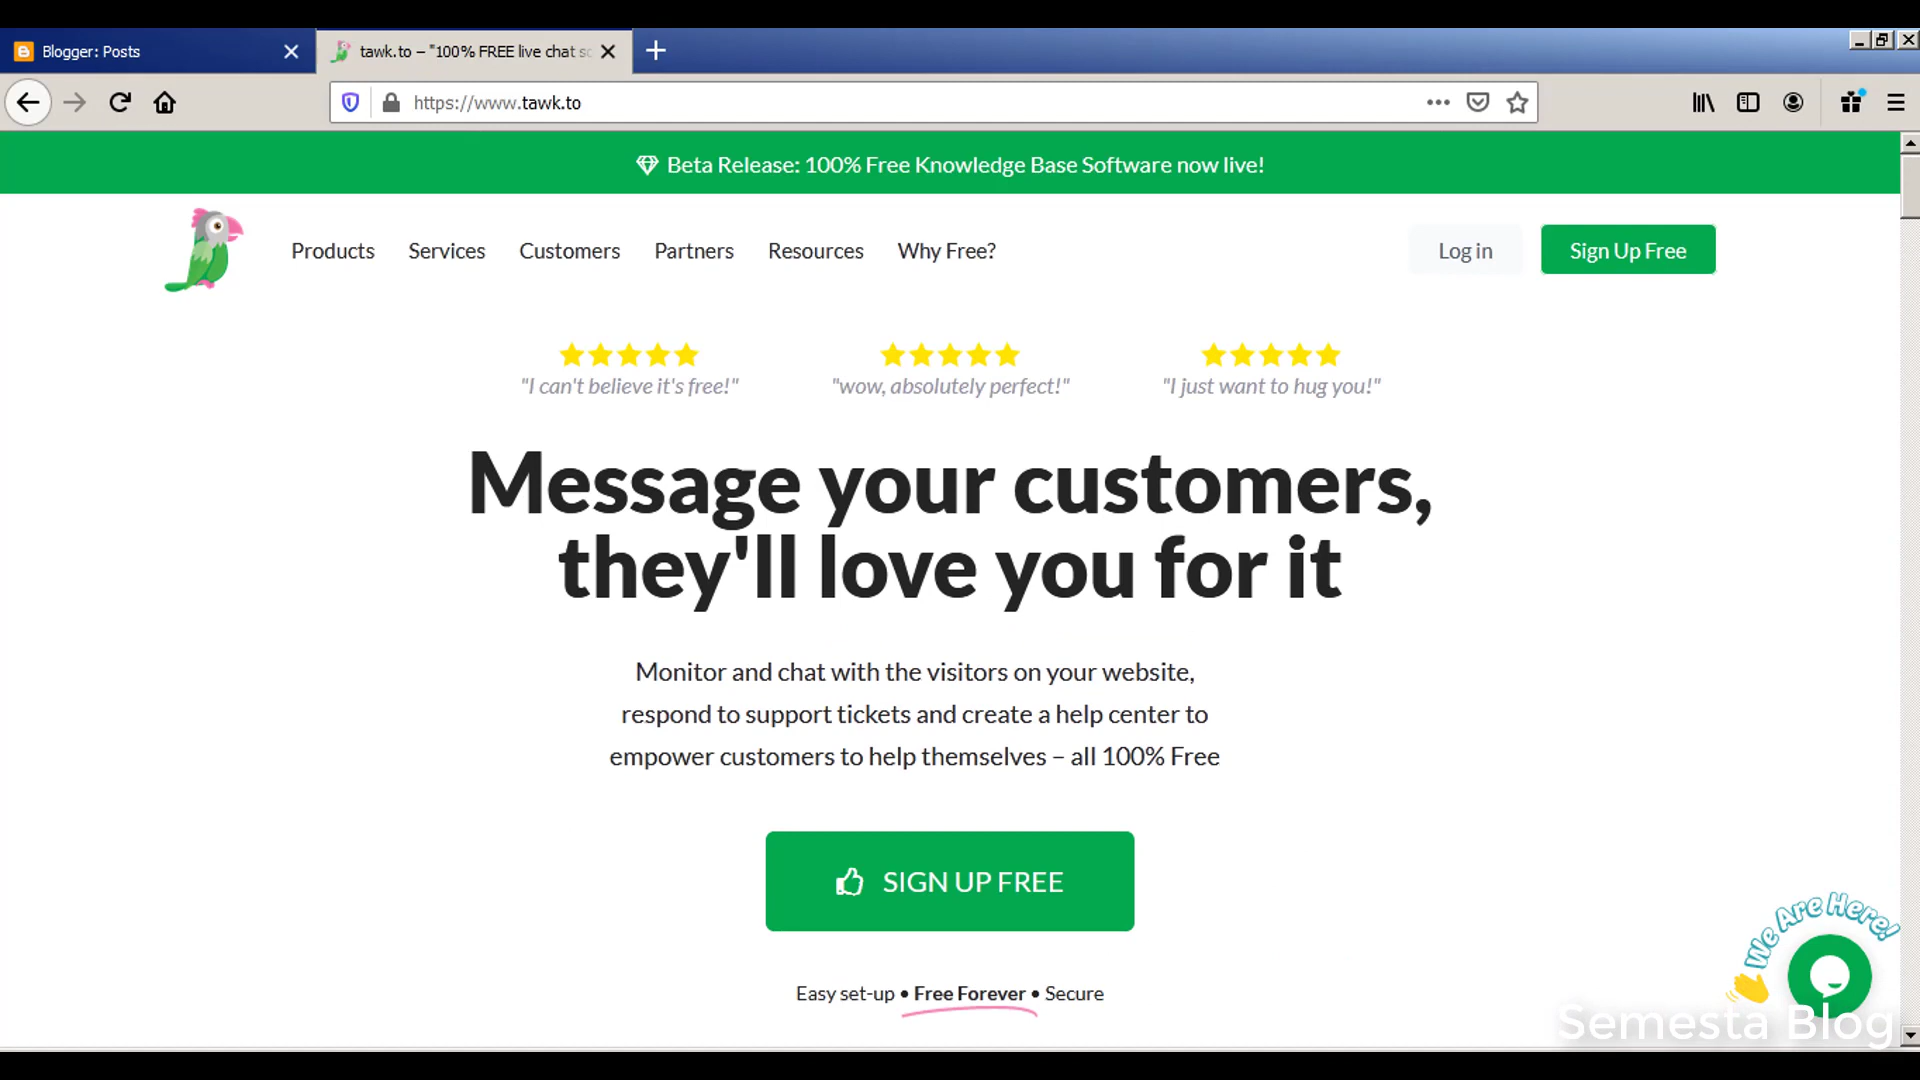 Blogger: Posts
tawk.to – "100% FREE live chat so
https://www.tawk.to
Beta Release: 100% Free Knowledge Base Software now live!
Products Services Customers Partners Resources Why Free? Log in Sign Up Free
"I can't believe it's free!" "wow, absolutely perfect!" "I just want to hug you!"
Message your customers,
they'll love you for it
Monitor and chat with the visitors on your website,
respond to support tickets and create a help center to
empower customers to help themselves – all 100% Free
SIGN UP FREE
Easy set-up • Free Forever • Secure
We Are Here!
Semesta Blog